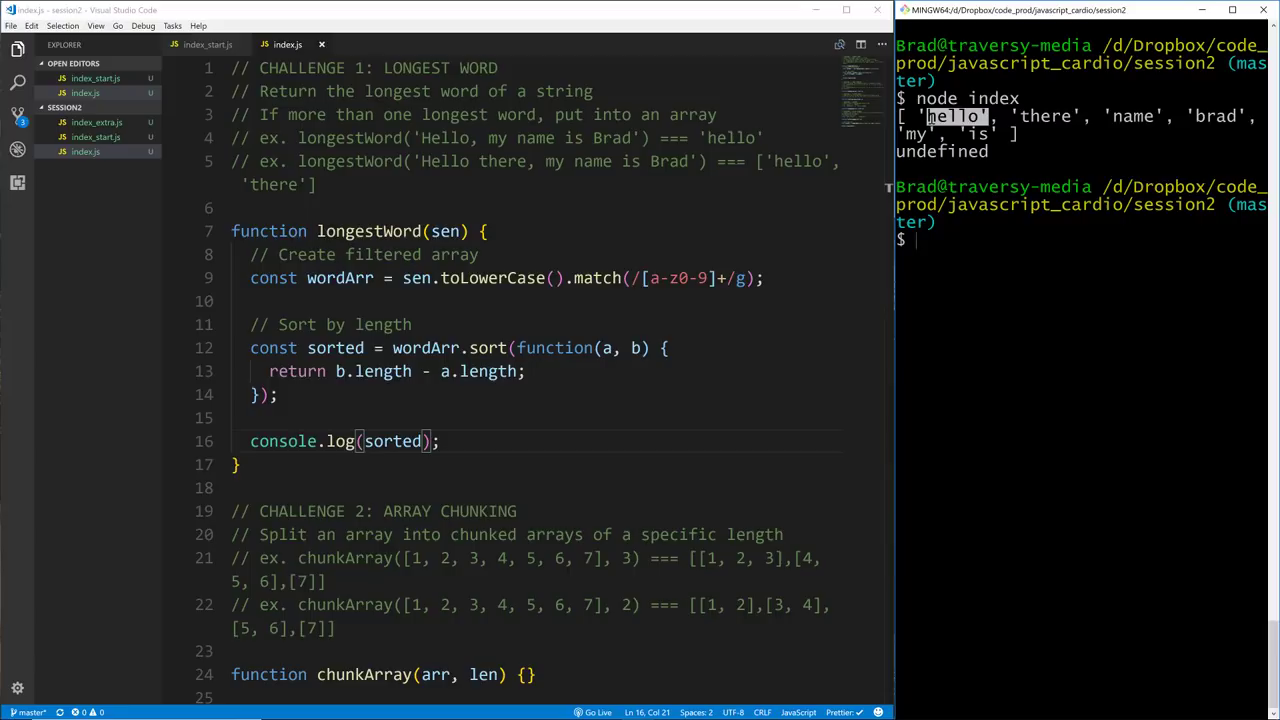 index.js - session2 - Visual Studio Code
File Edit Selection View Go Debug Tasks Help
EXPLORER
OPEN EDITORS
index_start.js U
index.js U
SESSION2
index_extra.js U
index_start.js U
index.js U
3
index_start.js
index.js
1 // CHALLENGE 1: LONGEST WORD
2 // Return the longest word of a string
3 // If more than one longest word, put into an array
4 // ex. longestWord('Hello, my name is Brad') === 'hello'
5 // ex. longestWord('Hello there, my name is Brad') === ['hello',
'there']
6
7 function longestWord(sen) {
8 // Create filtered array
9 const wordArr = sen.toLowerCase().match(/[a-z0-9]+/g);
10
11 // Sort by length
12 const sorted = wordArr.sort(function(a, b) {
13 return b.length - a.length;
14 });
15
16 console.log(sorted);
17 }
18
19 // CHALLENGE 2: ARRAY CHUNKING
20 // Split an array into chunked arrays of a specific length
21 // ex. chunkArray([1, 2, 3, 4, 5, 6, 7], 3) === [[1, 2, 3],[4,
5, 6],[7]]
22 // ex. chunkArray([1, 2, 3, 4, 5, 6, 7], 2) === [[1, 2],[3, 4],
[5, 6],[7]]
23
24 function chunkArray(arr, len) {}
25
master* 0 0 Go Live Ln 16, Col 21 Spaces: 2 UTF-8 CRLF JavaScript Prettier: ✓
MINGW64:/d/Dropbox/code_prod/javascript_cardio/session2
Brad@traversy-media /d/Dropbox/code_
prod/javascript_cardio/session2 (mas
ter)
$ node index
[ 'hello', 'there', 'name', 'brad',
'my', 'is' ]
undefined
Brad@traversy-media /d/Dropbox/code_
prod/javascript_cardio/session2 (mas
ter)
$